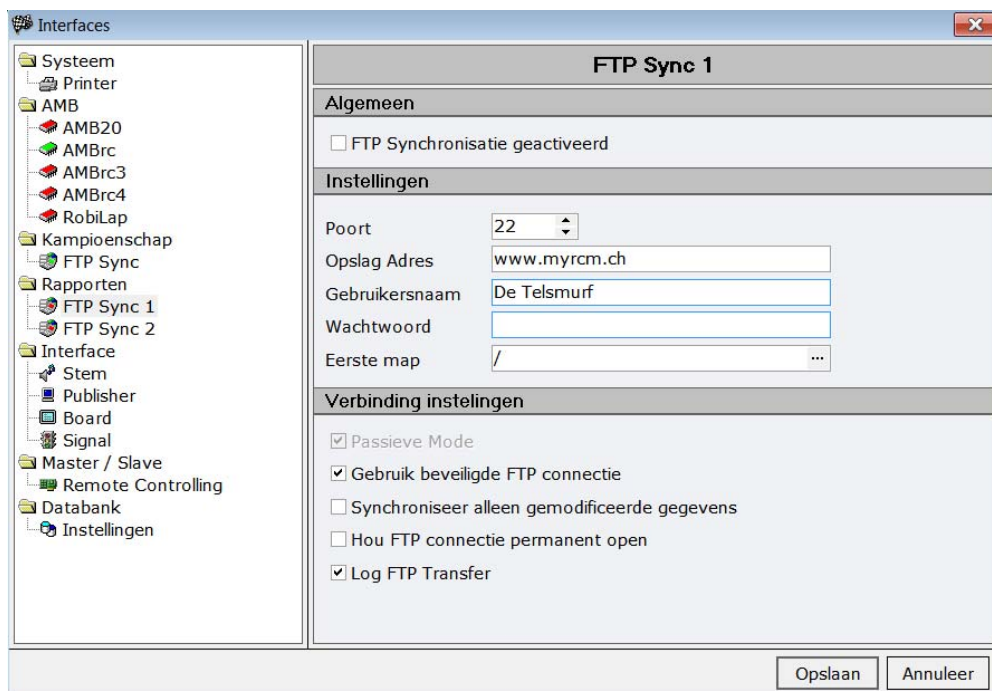 Interfaces
Systeem
Printer
AMB
AMB20
AMBrc
AMBrc3
AMBrc4
RobiLap
Kampioenschap
FTP Sync
Rapporten
FTP Sync 1
FTP Sync 2
Interface
Stem
Publisher
Board
Signal
Master / Slave
Remote Controlling
Databank
Instellingen
FTP Sync 1
Algemeen
FTP Synchronisatie geactiveerd
Instellingen
Poort 22
Opslag Adres www.myrcm.ch
Gebruikersnaam De Telsmurf
Wachtwoord
Eerste map / ...
Verbinding instelingen
Passieve Mode
Gebruik beveiligde FTP connectie
Synchroniseer alleen gemodificeerde gegevens
Hou FTP connectie permanent open
Log FTP Transfer
Opslaan Annuleer